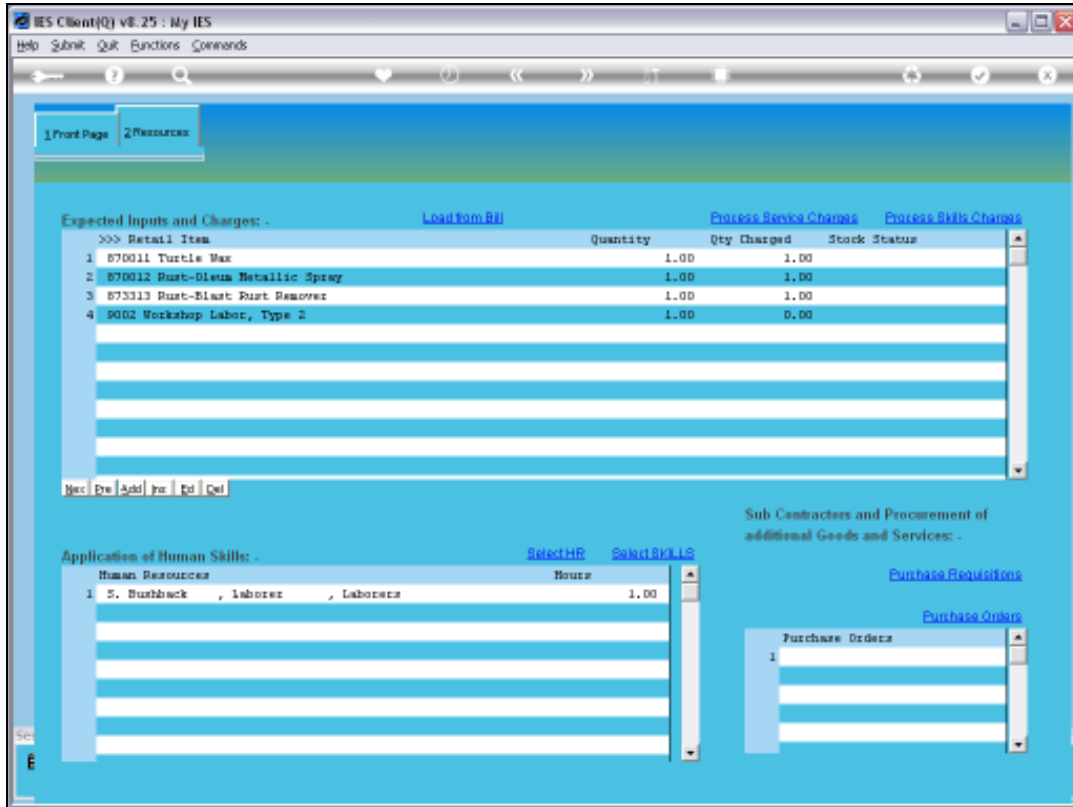 IES Client(Q) v8.25 : My IES
Help Submit Quit Functions Commands
1 Front Page 2 Resources
Expected Inputs and Charges: - Load from Bill Process Service Charges Process Skills Charges
>>> Retail Item Quantity Qty Charged Stock Status
1 870011 Turtle Wax 1.00 1.00
2 870012 Rust-Oleum Metallic Spray 1.00 1.00
3 873313 Rust-Blast Rust Remover 1.00 1.00
4 9002 Workshop Labor, Type 2 1.00 0.00
Nex Pre Add Ins Ed Del
Sub Contractors and Procurement of
additional Goods and Services: -
Application of Human Skills: - Select HR Select SKILLS
Human Resources Hours
Purchase Requisitions
1 S. Bushback , laborer , Laborers 1.00
Purchase Orders
Purchase Orders
1